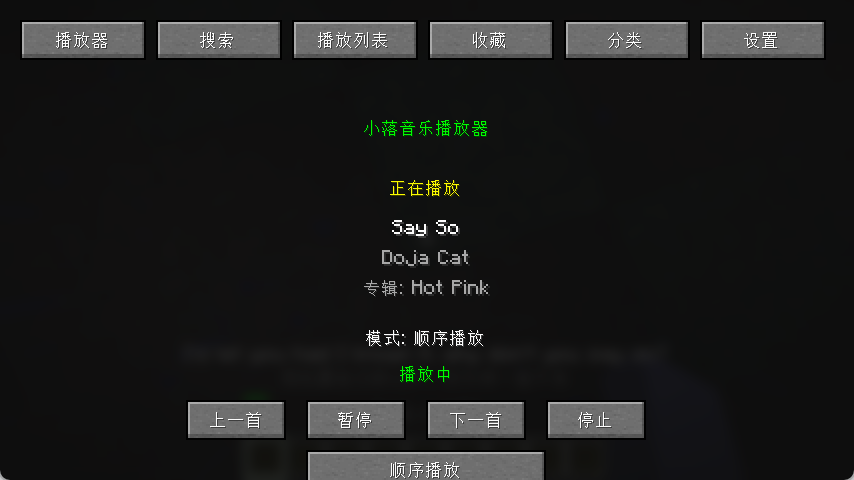 播放器 搜索 播放列表 收藏 分类 设置
小落音乐播放器
正在播放
Say So
Doja Cat
专辑: Hot Pink
模式: 顺序播放
播放中
上一首 暂停 下一首 停止
顺序播放